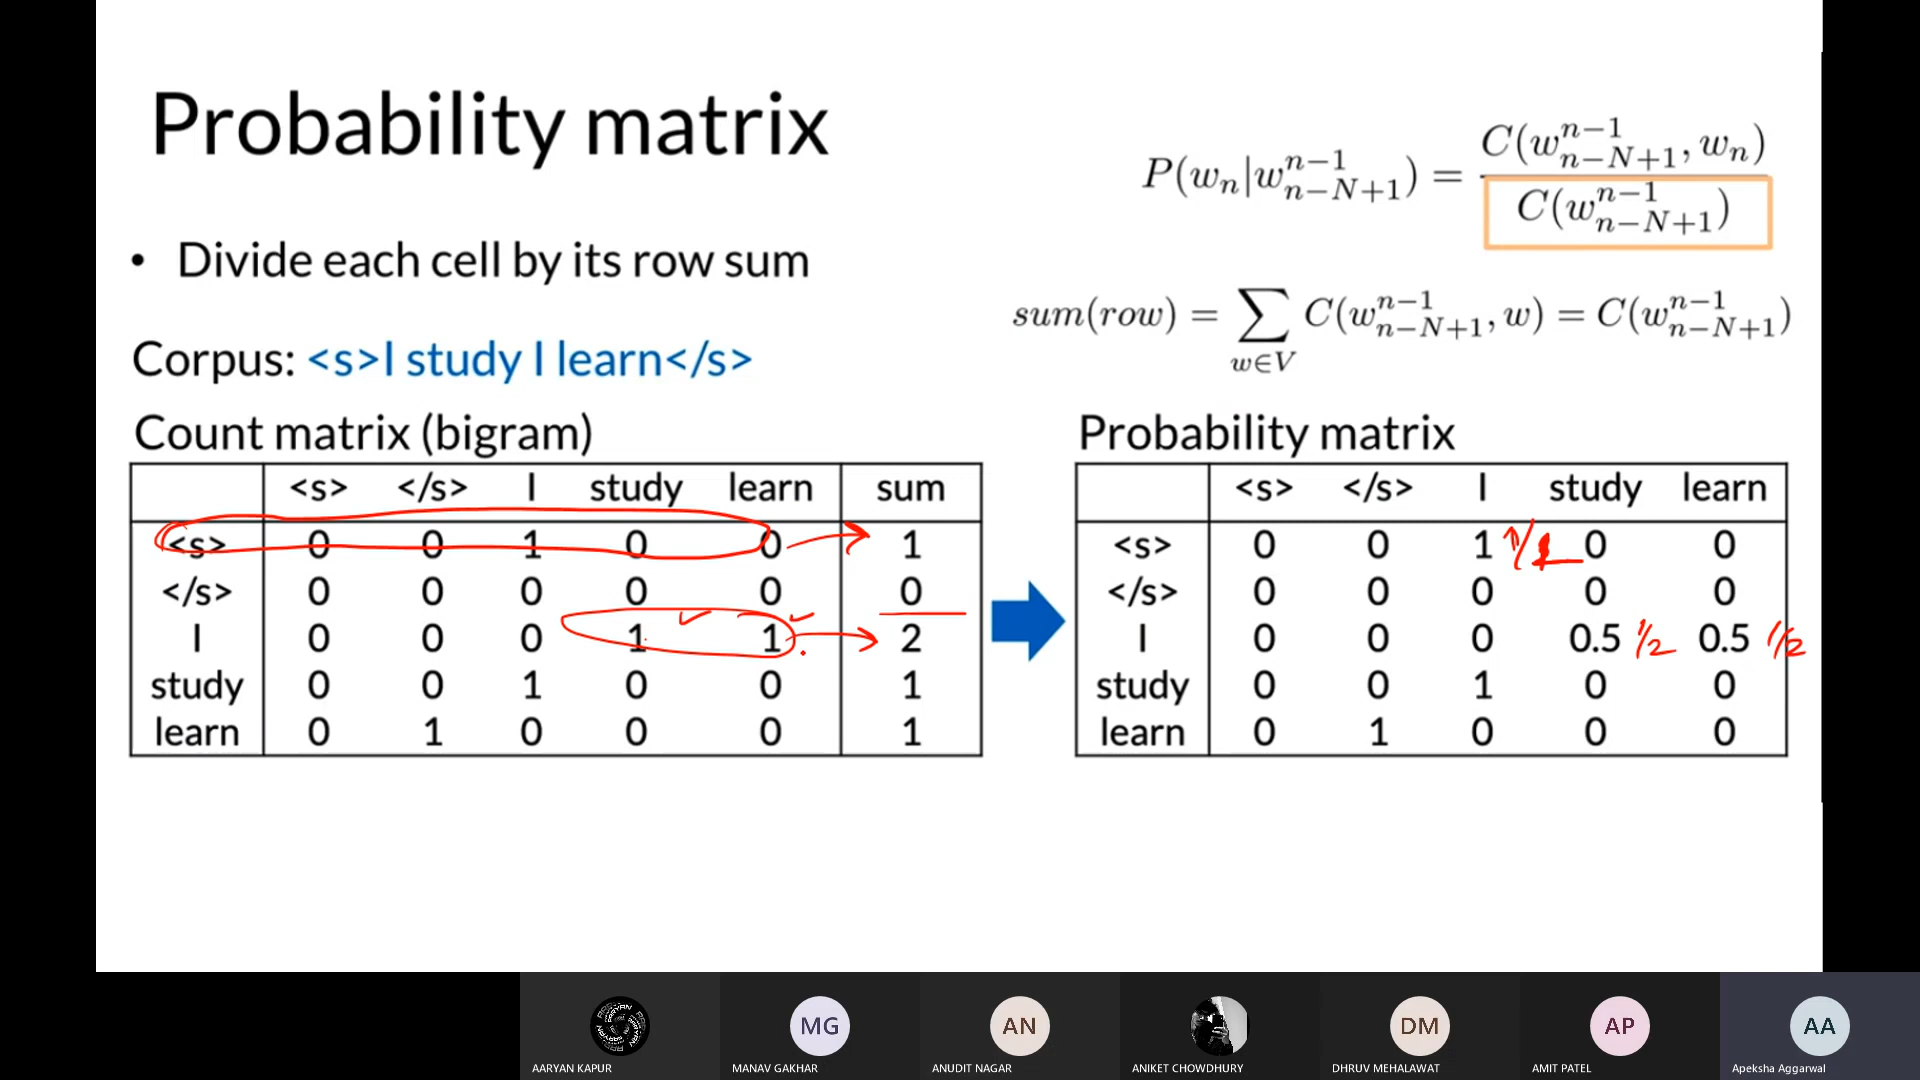 Probability matrix
P(w_n|w_{n-N+1}^{n-1}) = C(w_{n-N+1}^{n-1}, w_n) / C(w_{n-N+1}^{n-1})
• Divide each cell by its row sum
sum(row) = ∑_{w∈V} C(w_{n-N+1}^{n-1}, w) = C(w_{n-N+1}^{n-1})
Corpus: <s>I study I learn</s>
Count matrix (bigram)
<s> </s> I study learn sum
<s> 0 0 1 0 0 1
</s> 0 0 0 0 0 0
I 0 0 0 1 1 2
study 0 0 1 0 0 1
learn 0 1 0 0 0 1
Probability matrix
<s> </s> I study learn
<s> 0 0 1 1/1 0 0
</s> 0 0 0 0 0
I 0 0 0 0.5 1/2 0.5 1/2
study 0 0 1 0 0
learn 0 1 0 0 0
MG AN DM AP AA
AARYAN KAPUR MANAV GAKHAR ANUDIT NAGAR ANIKET CHOWDHURY DHRUV MEHALAWAT AMIT PATEL Apeksha Aggarwal